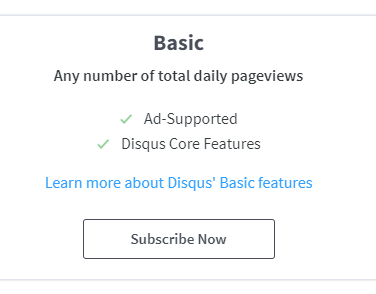 Basic
Any number of total daily pageviews
Ad-Supported
Disqus Core Features
Learn more about Disqus' Basic features
Subscribe Now